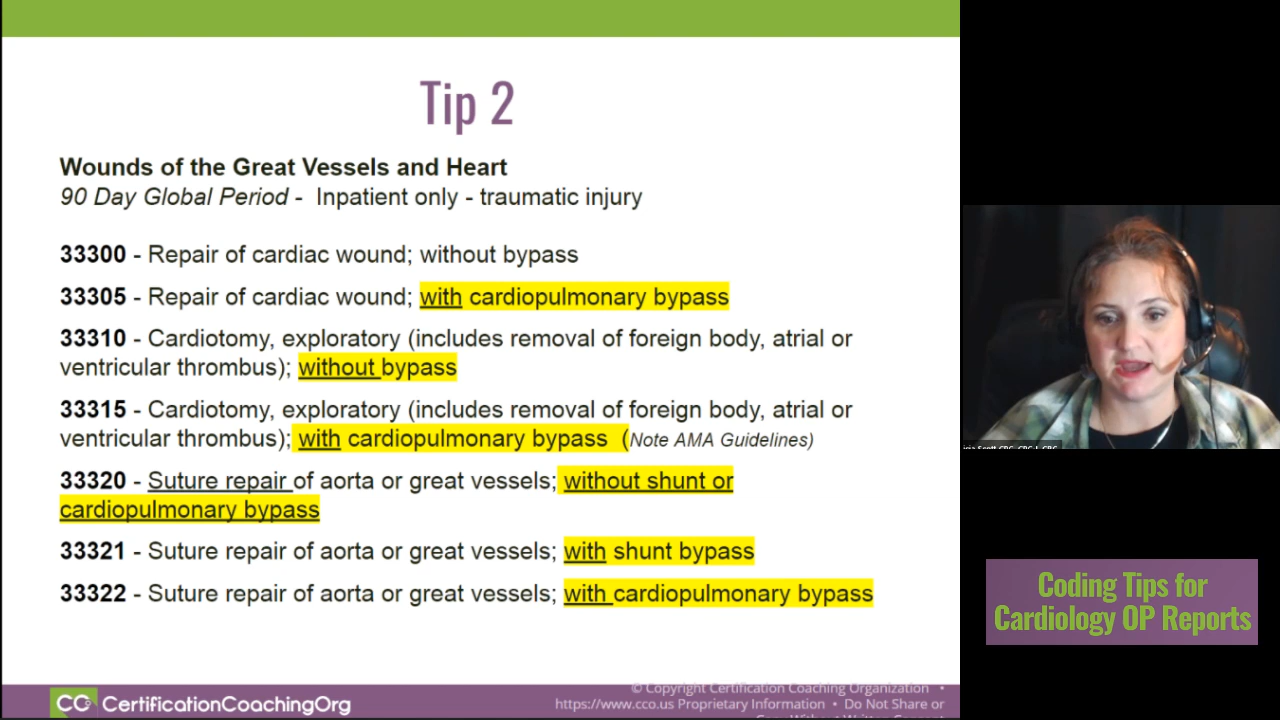 Tip 2
Wounds of the Great Vessels and Heart
90 Day Global Period - Inpatient only - traumatic injury
33300 - Repair of cardiac wound; without bypass
33305 - Repair of cardiac wound; with cardiopulmonary bypass
33310 - Cardiotomy, exploratory (includes removal of foreign body, atrial or
ventricular thrombus); without bypass
33315 - Cardiotomy, exploratory (includes removal of foreign body, atrial or
ventricular thrombus); with cardiopulmonary bypass (Note AMA Guidelines)
33320 - Suture repair of aorta or great vessels; without shunt or
cardiopulmonary bypass
33321 - Suture repair of aorta or great vessels; with shunt bypass
33322 - Suture repair of aorta or great vessels; with cardiopulmonary bypass
CC CertificationCoachingOrg
© Copyright Certification Coaching Organization •
https://www.cco.us Proprietary Information • Do Not Share or
Without Written Consent
Scott
Coding Tips for
Cardiology OP Reports